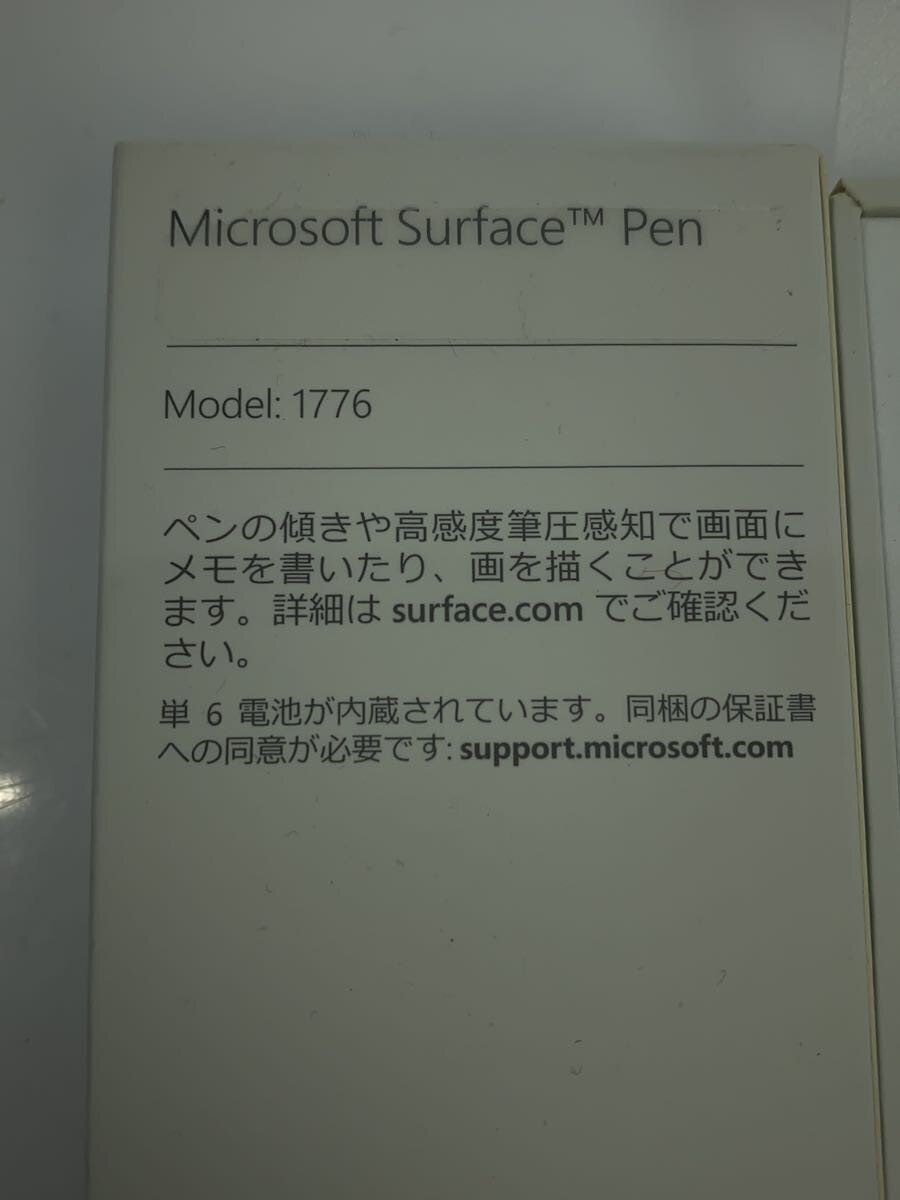 Microsoft Surface™ Pen
Model: 1776
ペンの傾きや高感度筆圧感知で画面に
メモを書いたり、画を描くことができ
ます。詳細は surface.com でご確認くだ
さい。
単 6 電池が内蔵されています。同梱の保証書
への同意が必要です: support.microsoft.com